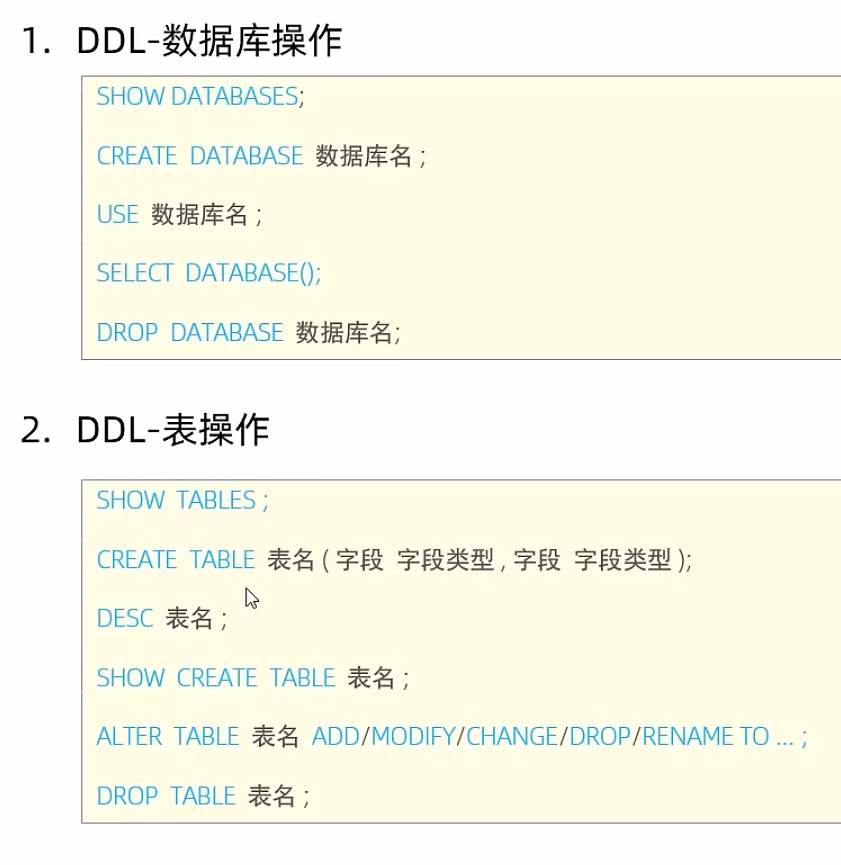 1. DDL-数据库操作
SHOW DATABASES;
CREATE DATABASE 数据库名 ;
USE 数据库名 ;
SELECT DATABASE();
DROP DATABASE 数据库名;
2. DDL-表操作
SHOW TABLES ;
CREATE TABLE 表名 ( 字段 字段类型 , 字段 字段类型 );
DESC 表名 ;
SHOW CREATE TABLE 表名 ;
ALTER TABLE 表名 ADD/MODIFY/CHANGE/DROP/RENAME TO ... ;
DROP TABLE 表名 ;